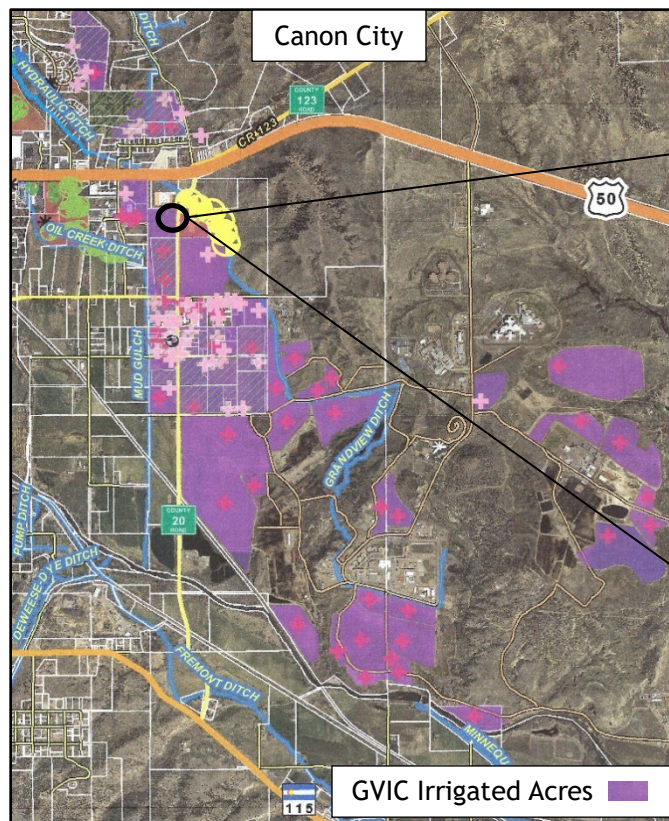 Canon City
DITCH
HYDRAULIC DITCH
COUNTY
123
ROAD
CR 123
50
OIL CREEK DITCH
MUD GULCH
GRANDVIEW DITCH
COUNTY
20
ROAD
PUMP DITCH
DEWEESE-DYE DITCH
FREMONT DITCH
MINNEQU
115
GVIC Irrigated Acres